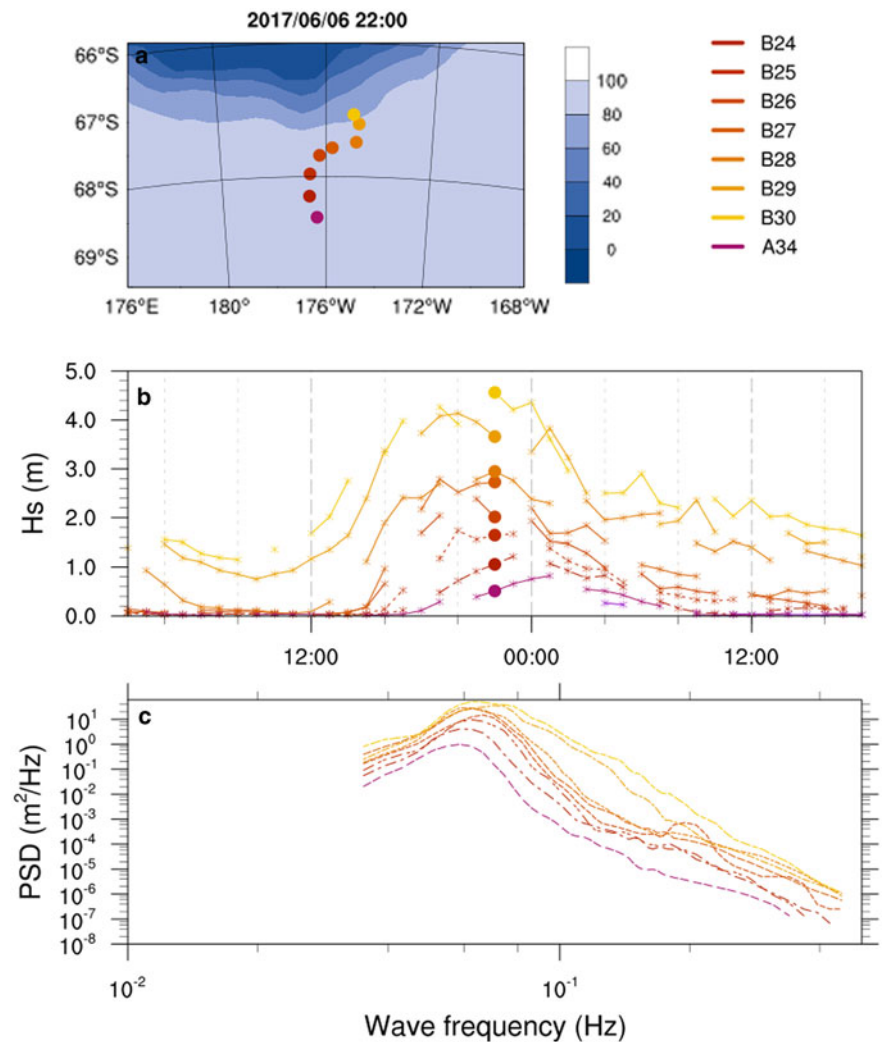 2017/06/06 22:00
a
66°S
67°S
68°S
69°S
176°E 180° 176°W 172°W 168°W
100
80
60
40
20
0
B24
B25
B26
B27
B28
B29
B30
A34
b
Hs (m)
5.0
4.0
3.0
2.0
1.0
0.0
12:00 00:00 12:00
c
PSD (m²/Hz)
10¹
10⁰
10⁻¹
10⁻²
10⁻³
10⁻⁴
10⁻⁵
10⁻⁶
10⁻⁷
10⁻⁸
10⁻² 10⁻¹
Wave frequency (Hz)